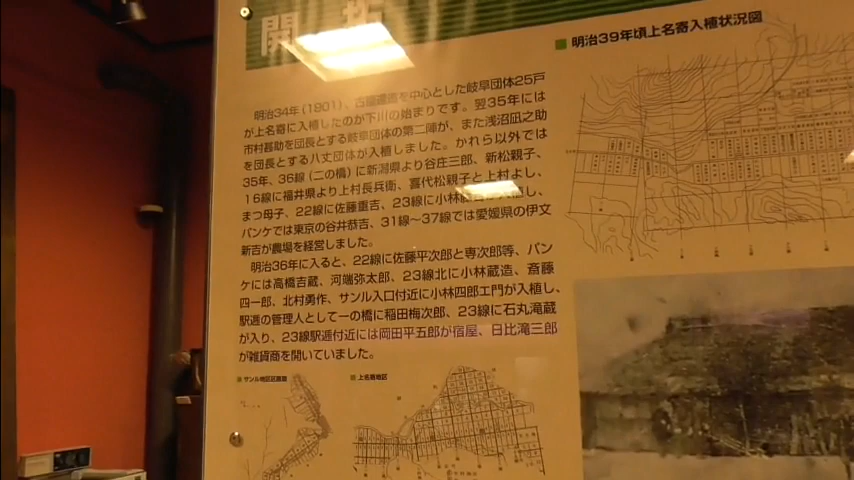 開拓
明治39年頃上名寄入植状況図
明治34年(1901)、
を中心とした岐阜団体25戸
が上名寄に入植したのが下川の始まりです。翌35年には
市村甚助を団長とする岐阜団体の第二陣が、また浅沼凪之助
を団長とする八丈団体が入植しました。かれら以外では
35年、36線(二の橋)に新潟県より谷庄三郎、新松親子、
16線に福井県より上村長兵衛、喜代松親子と上村よし、
まつ母子、22線に佐藤重吉、23線に小林
パンケでは東京の谷井恭吉、31線〜37線では愛媛県の伊文
新吉が農場を経営しました。
明治36年に入ると、22線に佐藤平次郎と専次郎等、パン
ケには高橋吉蔵、河端弥太郎、23線北に小林蔵造、斎藤
四一郎、北村勇作、サンル入口付近に小林四郎エ門が入植し、
駅逓の管理人として一の橋に稲田梅次郎、23線に石丸滝蔵
が入り、23線駅逓付近には岡田平五郎が宿屋、日比滝三郎
が雑貨商を開いていました。
上名寄地区